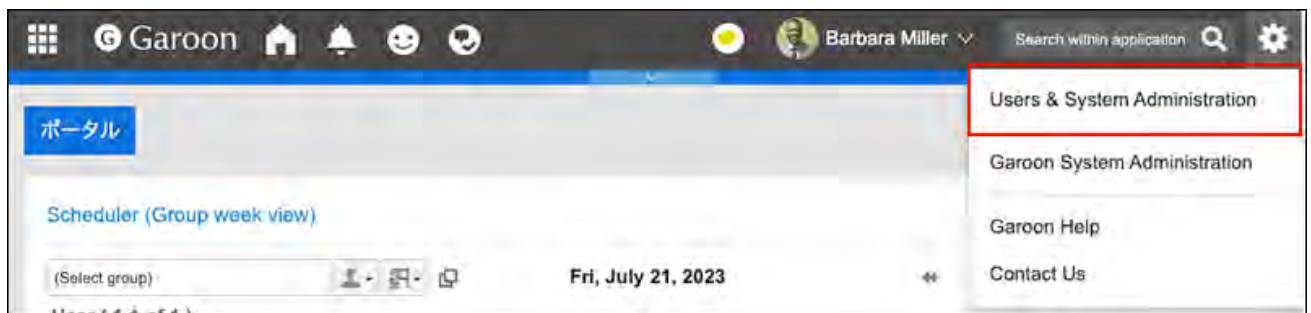 Garoon
Barbara Miller
Search within application
Users & System Administration
ポータル
Garoon System Administration
Scheduler (Group week view)
Garoon Help
(Select group)
Fri, July 21, 2023
Contact Us